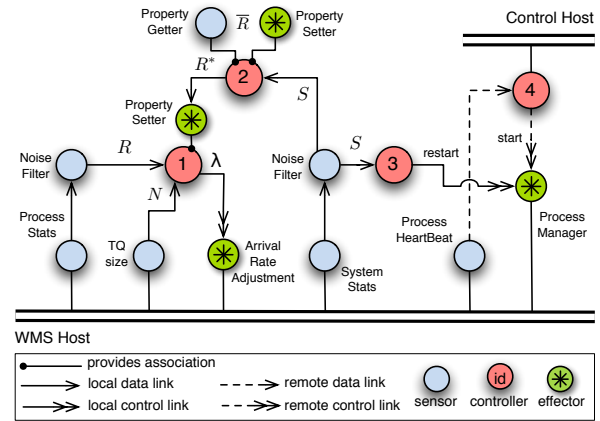 Property
Getter
R̅
Property
Setter
Control Host
2
R*
S
4
Property
Setter
start
Noise
Filter
R
1
λ
Noise
Filter
S
3
restart
N
Process
Stats
TQ
size
Arrival
Rate
Adjustment
System
Stats
Process
HeartBeat
Process
Manager
WMS Host
provides association
local data link
remote data link
local control link
remote control link
sensor
id
controller
effector